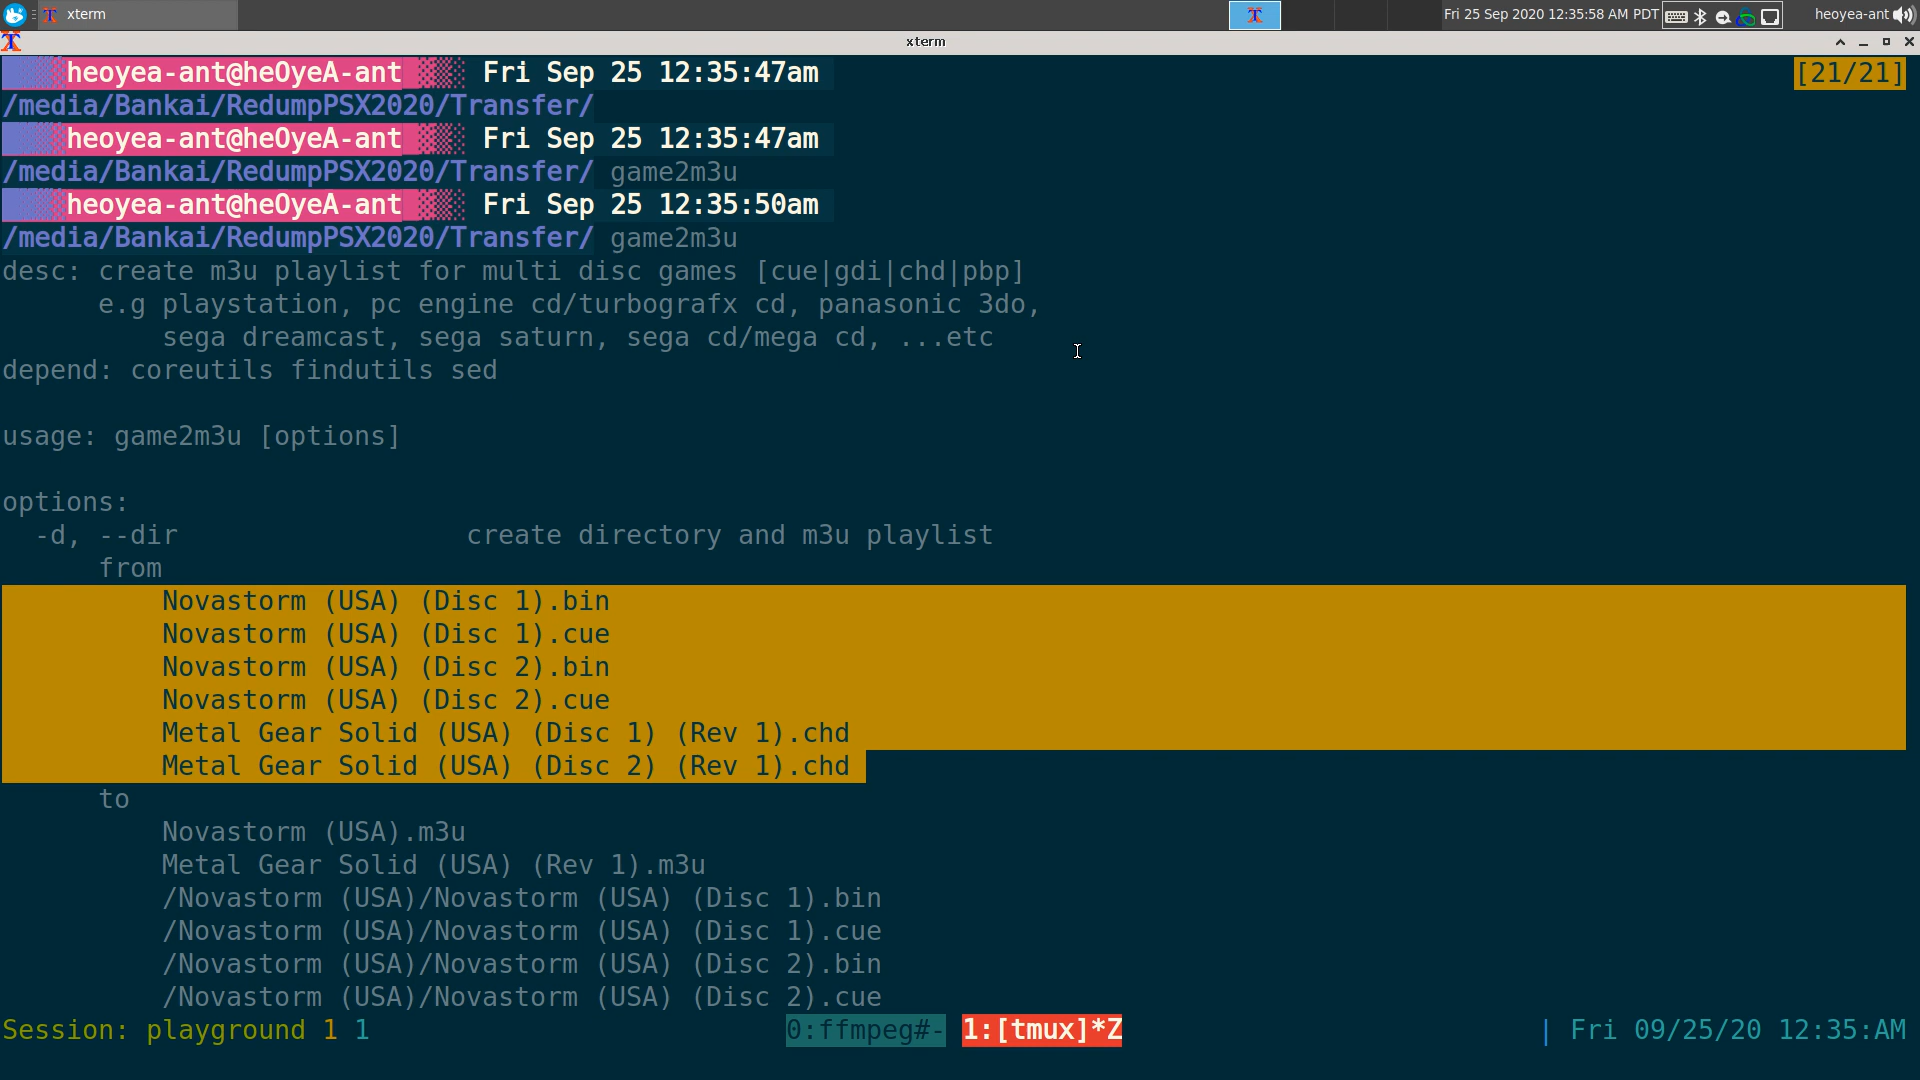 xterm
Fri 25 Sep 2020 12:35:58 AM PDT
heoyea-ant
xterm
heoyea-ant@heOyeA-ant Fri Sep 25 12:35:47am [21/21]
/media/Bankai/RedumpPSX2020/Transfer/
heoyea-ant@heOyeA-ant Fri Sep 25 12:35:47am
/media/Bankai/RedumpPSX2020/Transfer/ game2m3u
heoyea-ant@heOyeA-ant Fri Sep 25 12:35:50am
/media/Bankai/RedumpPSX2020/Transfer/ game2m3u
desc: create m3u playlist for multi disc games [cue|gdi|chd|pbp]
e.g playstation, pc engine cd/turbografx cd, panasonic 3do,
sega dreamcast, sega saturn, sega cd/mega cd, ...etc
depend: coreutils findutils sed
usage: game2m3u [options]
options:
-d, --dir create directory and m3u playlist
from
Novastorm (USA) (Disc 1).bin
Novastorm (USA) (Disc 1).cue
Novastorm (USA) (Disc 2).bin
Novastorm (USA) (Disc 2).cue
Metal Gear Solid (USA) (Disc 1) (Rev 1).chd
Metal Gear Solid (USA) (Disc 2) (Rev 1).chd
to
Novastorm (USA).m3u
Metal Gear Solid (USA) (Rev 1).m3u
/Novastorm (USA)/Novastorm (USA) (Disc 1).bin
/Novastorm (USA)/Novastorm (USA) (Disc 1).cue
/Novastorm (USA)/Novastorm (USA) (Disc 2).bin
/Novastorm (USA)/Novastorm (USA) (Disc 2).cue
Session: playground 1 1 0:ffmpeg#- 1:[tmux]*Z | Fri 09/25/20 12:35:AM